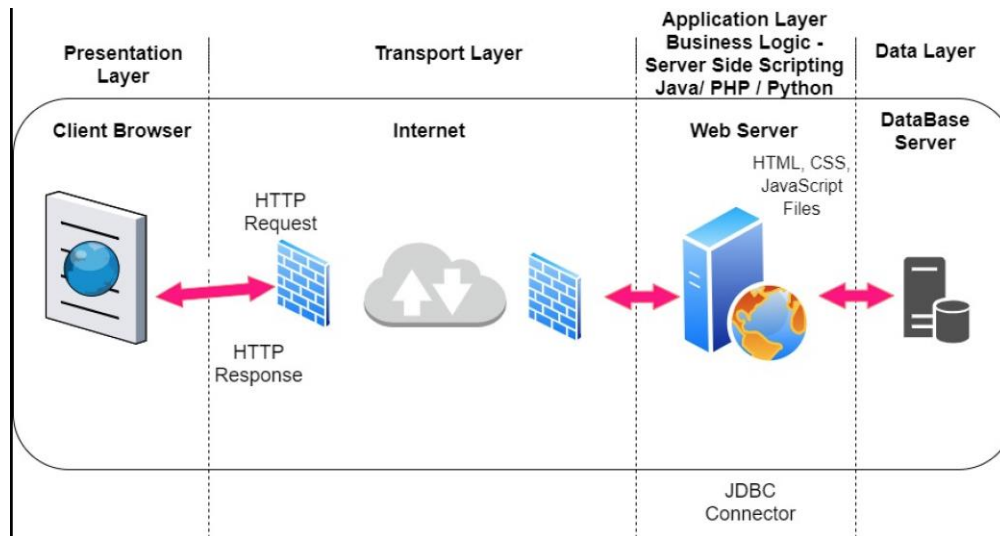 Presentation
Layer
Transport Layer
Application Layer
Business Logic -
Server Side Scripting
Java/ PHP / Python
Data Layer
Client Browser
Internet
Web Server
DataBase
Server
HTML, CSS,
JavaScript
Files
HTTP
Request
HTTP
Response
JDBC
Connector